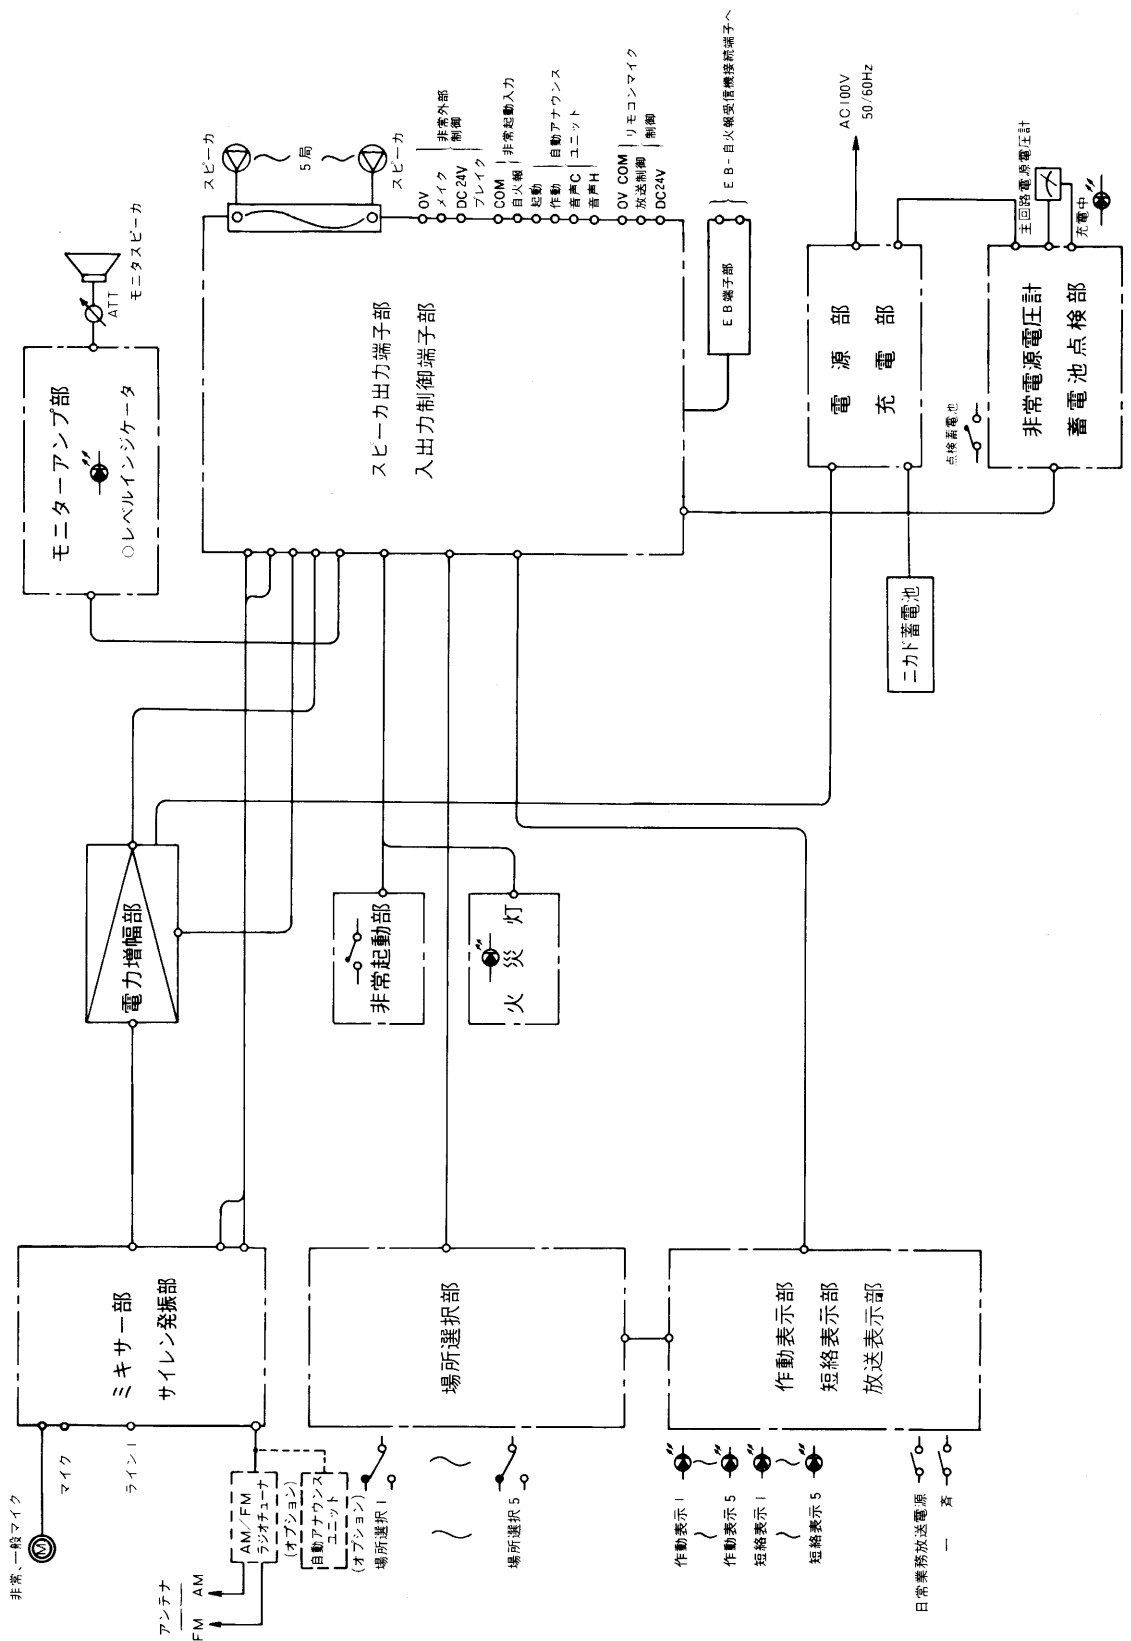 非常、一般マイク
M
マイク
ライン1
アンテナ
FM
AM
AM/FM
ラジオチューナ
(オプション)
自動アナウンス
ユニット
(オプション)
ミキサー部
サイレン発振部
電力増幅部
モニターアンプ部
○レベルインジケータ
ATT
モニタスピーカ
場所選択1
場所選択5
場所選択部
非常起動部
火災灯
スピーカ出力端子部
入出力制御端子部
スピーカ
5局
スピーカ
0V
メイク
DC24V
ブレイク
非常外部
制御
COM
自火報
非常起動入力
起動
作動
音声C
音声H
自動アナウンス
ユニット
0V COM
放送制御
DC24V
リモコンマイク
制御
EB端子部
EB-自火報受信機接続端子へ
作動表示1
作動表示5
短絡表示1
短絡表示5
日常業務放送電源
一斉
作動表示部
短絡表示部
放送表示部
ニカド蓄電池
電源部
充電部
AC100V
50/60Hz
点検蓄電池
非常電源電圧計
蓄電池点検部
主回路電源電圧計
充電中